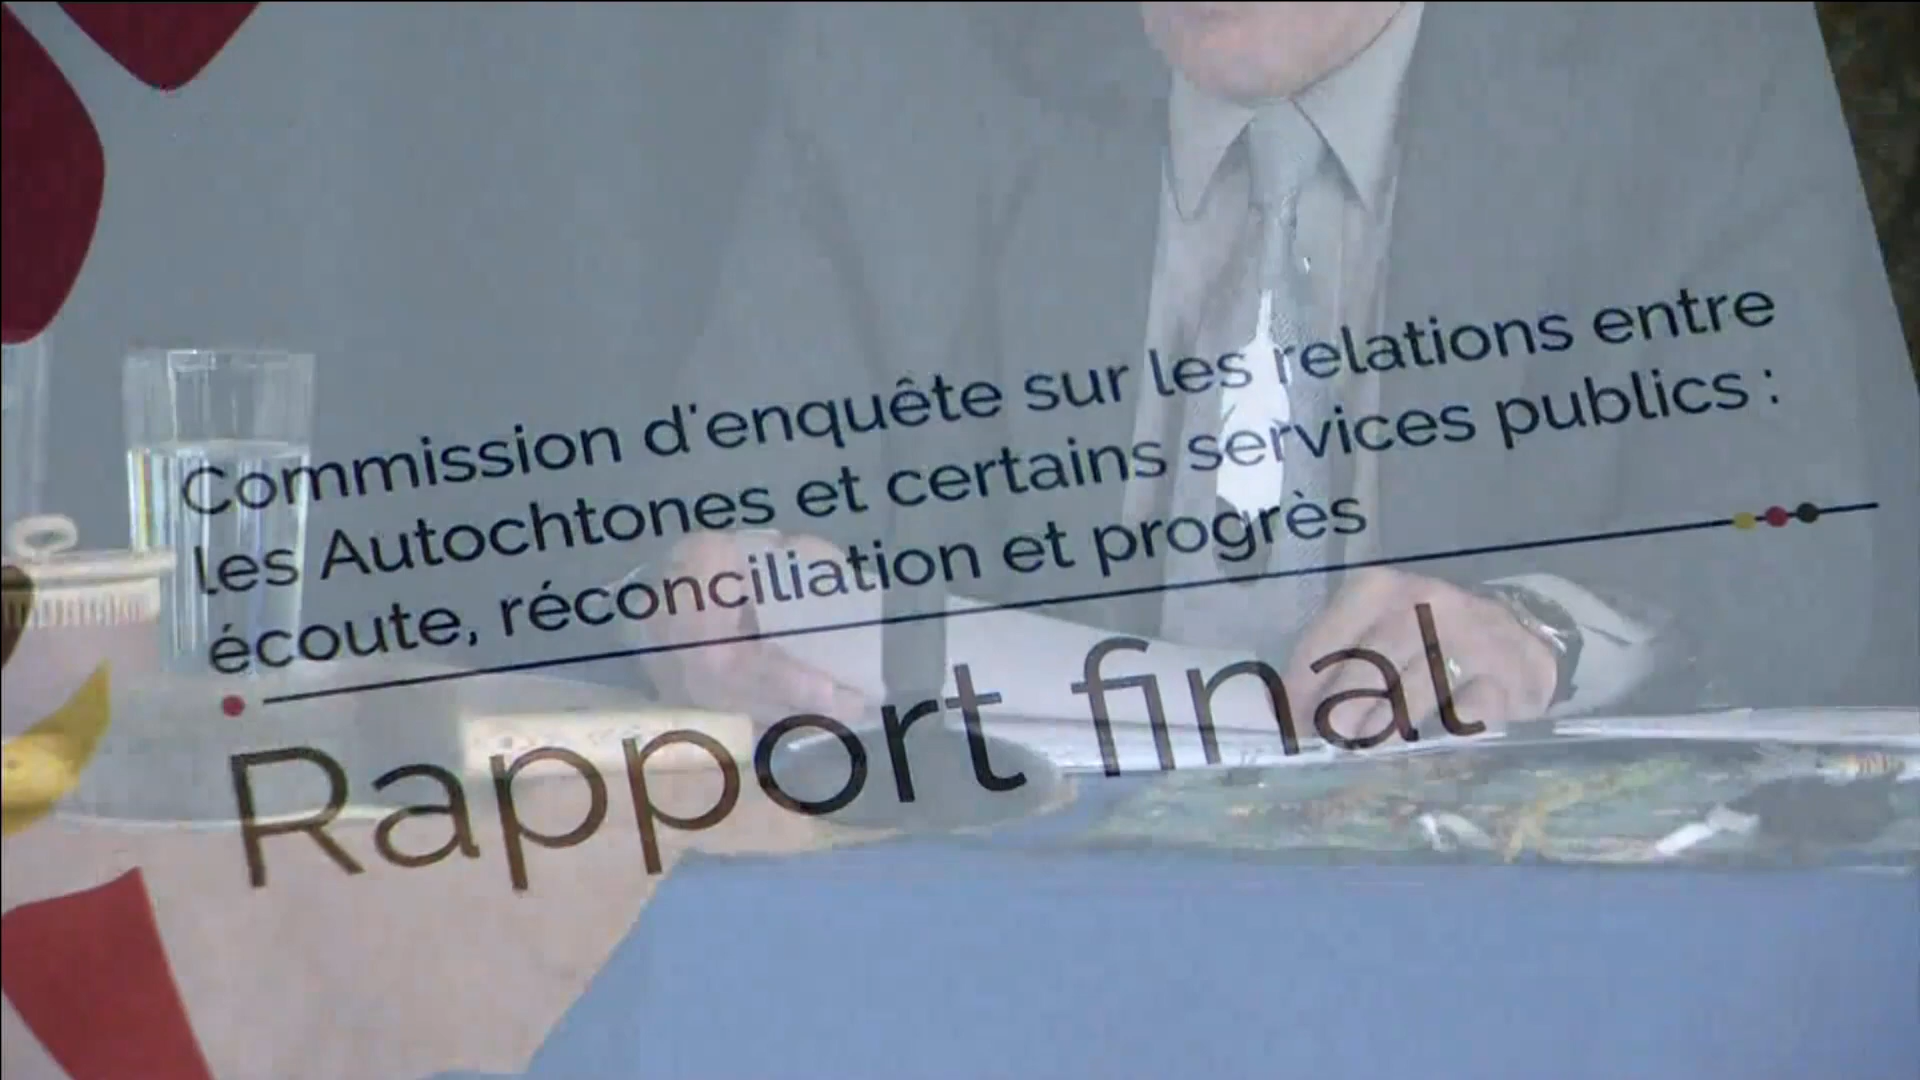 Commission d'enquête sur les relations entre
les Autochtones et certains services publics :
écoute, réconciliation et progrès
Rapport final